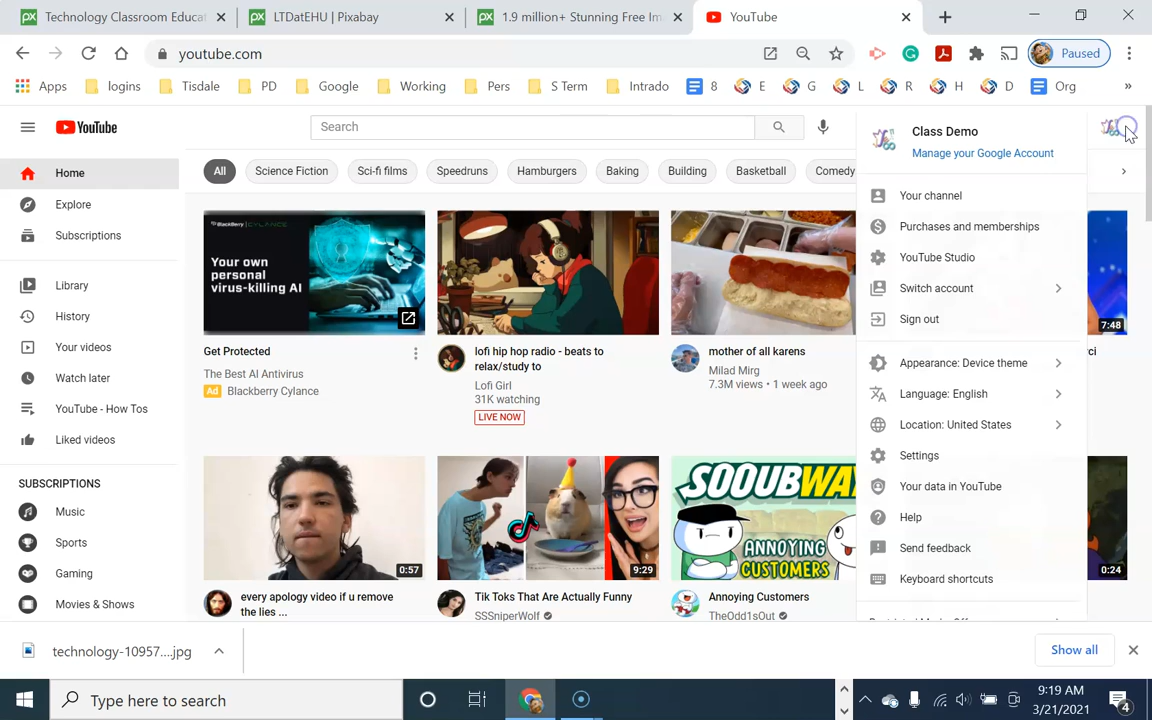 Technology Classroom Educat
LTDatEHU | Pixabay
1.9 million+ Stunning Free Im
YouTube
youtube.com
Paused
Apps
logins
Tisdale
PD
Google
Working
Pers
S Term
Intrado
8
E
G
L
R
H
D
Org
»
YouTube
Search
Class Demo
Manage your Google Account
Home
Explore
Subscriptions
Library
History
Your videos
Watch later
YouTube - How Tos
Liked videos
SUBSCRIPTIONS
Music
Sports
Gaming
Movies & Shows
All
Science Fiction
Sci-fi films
Speedruns
Hamburgers
Baking
Building
Basketball
Comedy
BlackBerry | CYLANCE
Your own
personal
virus-killing AI
Get Protected
The Best AI Antivirus
Ad Blackberry Cylance
lofi hip hop radio - beats to
relax/study to
Lofi Girl
31K watching
LIVE NOW
mother of all karens
Milad Mirg
7.3M views • 1 week ago
7:48
rci
0:57
every apology video if u remove
the lies ...
9:29
Tik Toks That Are Actually Funny
SSSniperWolf
SOOUBWA
ANNOYING
CUSTOMERS
Annoying Customers
TheOdd1sOut
0:24
Your channel
Purchases and memberships
YouTube Studio
Switch account
Sign out
Appearance: Device theme
Language: English
Location: United States
Settings
Your data in YouTube
Help
Send feedback
Keyboard shortcuts
technology-10957....jpg
Show all
Type here to search
9:19 AM
3/21/2021
4